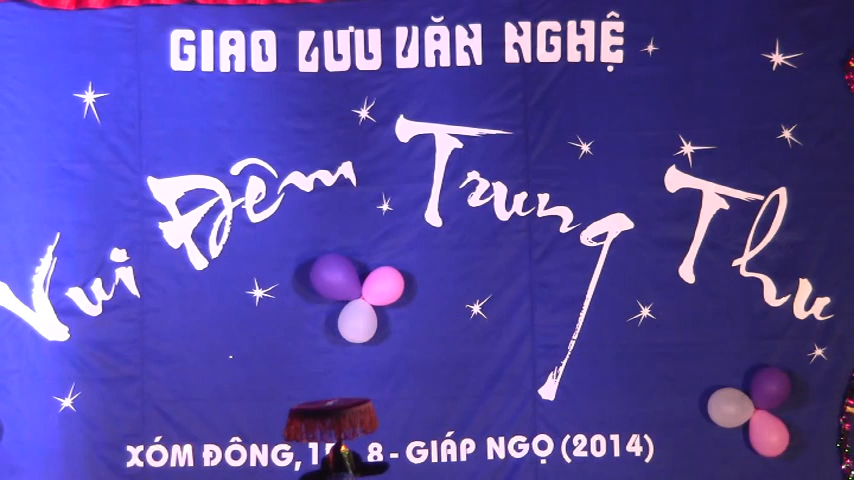 GIAO LƯU VĂN NGHỆ
Vui Đêm Trung Thu
XÓM ĐÔNG, 8 - GIÁP NGỌ (2014)